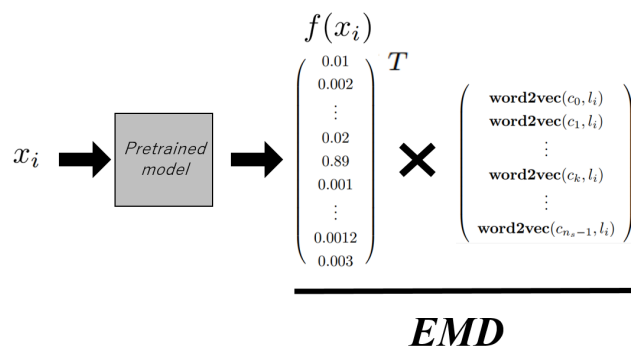 f(x_i)
x_i
Pretrained
model
0.01
0.002
⋮
0.02
0.89
0.001
⋮
0.0012
0.003
T
×
word2vec(c_0, l_i)
word2vec(c_1, l_i)
⋮
word2vec(c_k, l_i)
⋮
word2vec(c_{n_s−1}, l_i)
EMD